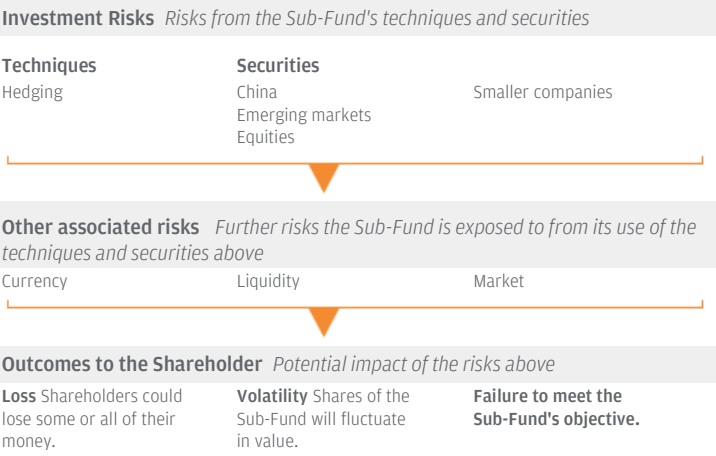 Investment Risks Risks from the Sub-Fund's techniques and securities
Techniques
Hedging
Securities
China
Emerging markets
Equities
Smaller companies
Other associated risks Further risks the Sub-Fund is exposed to from its use of the
techniques and securities above
Currency
Liquidity
Market
Outcomes to the Shareholder Potential impact of the risks above
Loss Shareholders could
lose some or all of their
money.
Volatility Shares of the
Sub-Fund will fluctuate
in value.
Failure to meet the
Sub-Fund's objective.